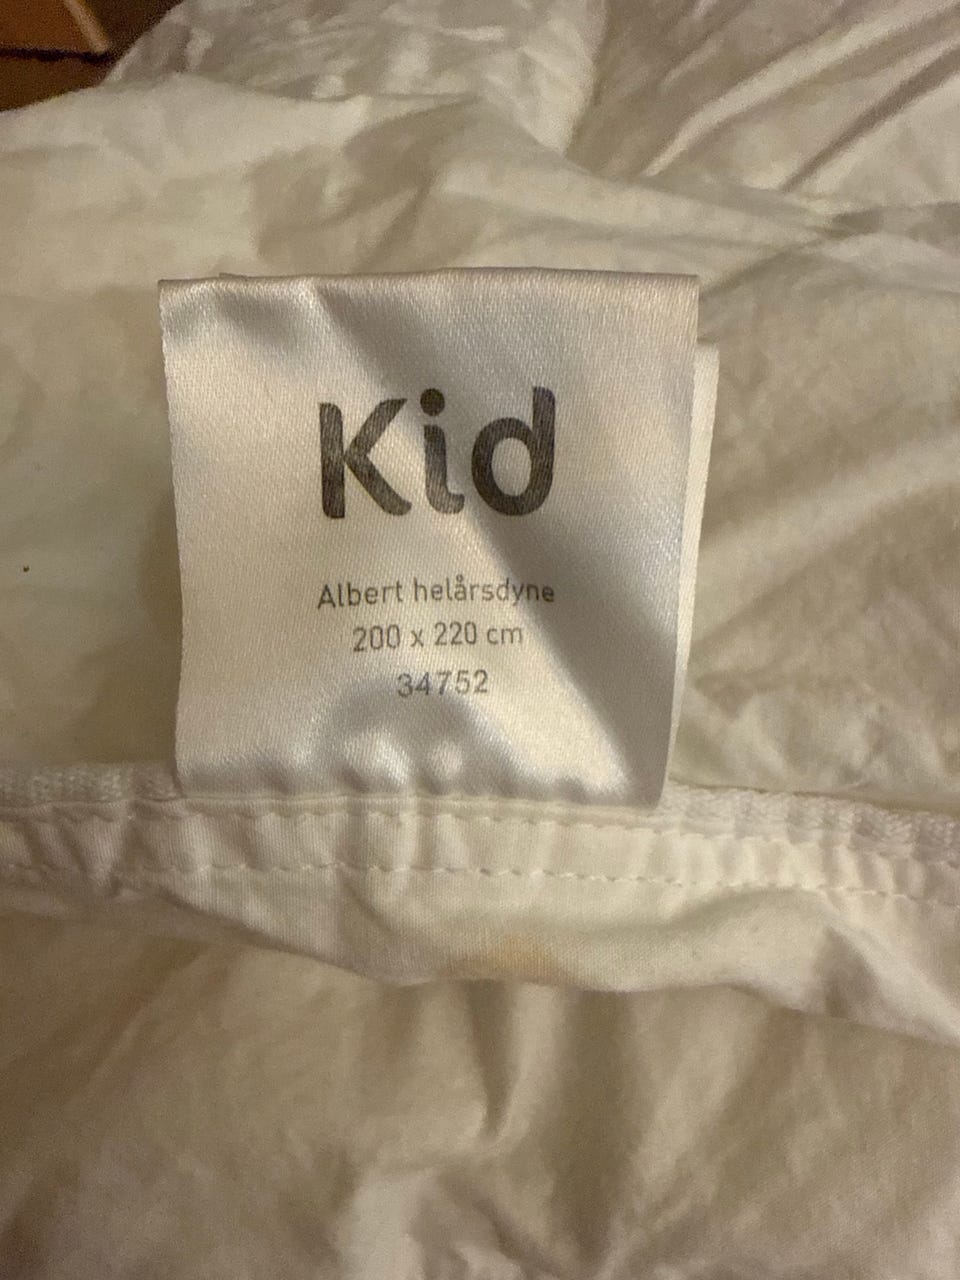 Kid
Albert helårsdyne
200 x 220 cm
34752